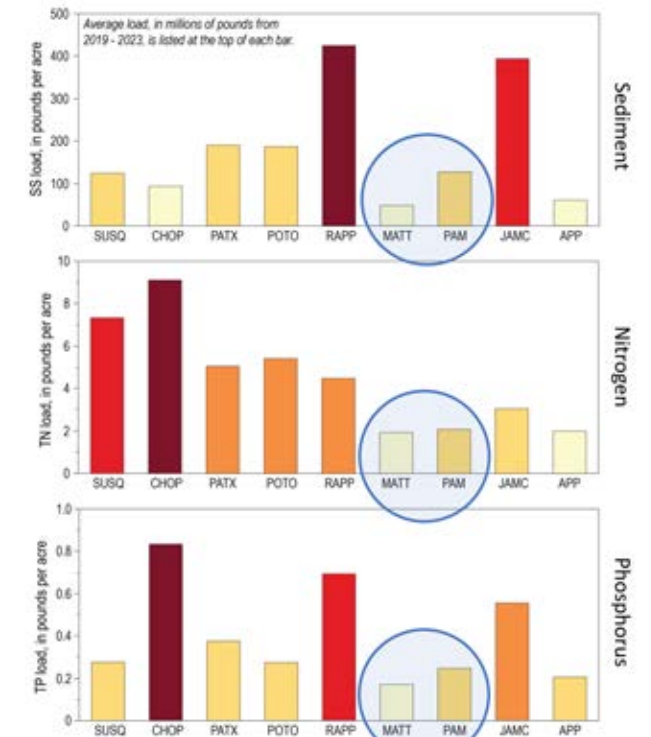 500
Average load, in millions of pounds from
2019 - 2023, is listed at the top of each bar.
400
300
200
100
0
SS load, in pounds per acre
SUSQ CHOP PATX POTO RAPP MATT PAM JAMC APP
Sediment
10
8
6
4
2
0
TN load, in pounds per acre
SUSQ CHOP PATX POTO RAPP MATT PAM JAMC APP
Nitrogen
1.0
0.8
0.6
0.4
0.2
0
TP load, in pounds per acre
SUSQ CHOP PATX POTO RAPP MATT PAM JAMC APP
Phosphorus